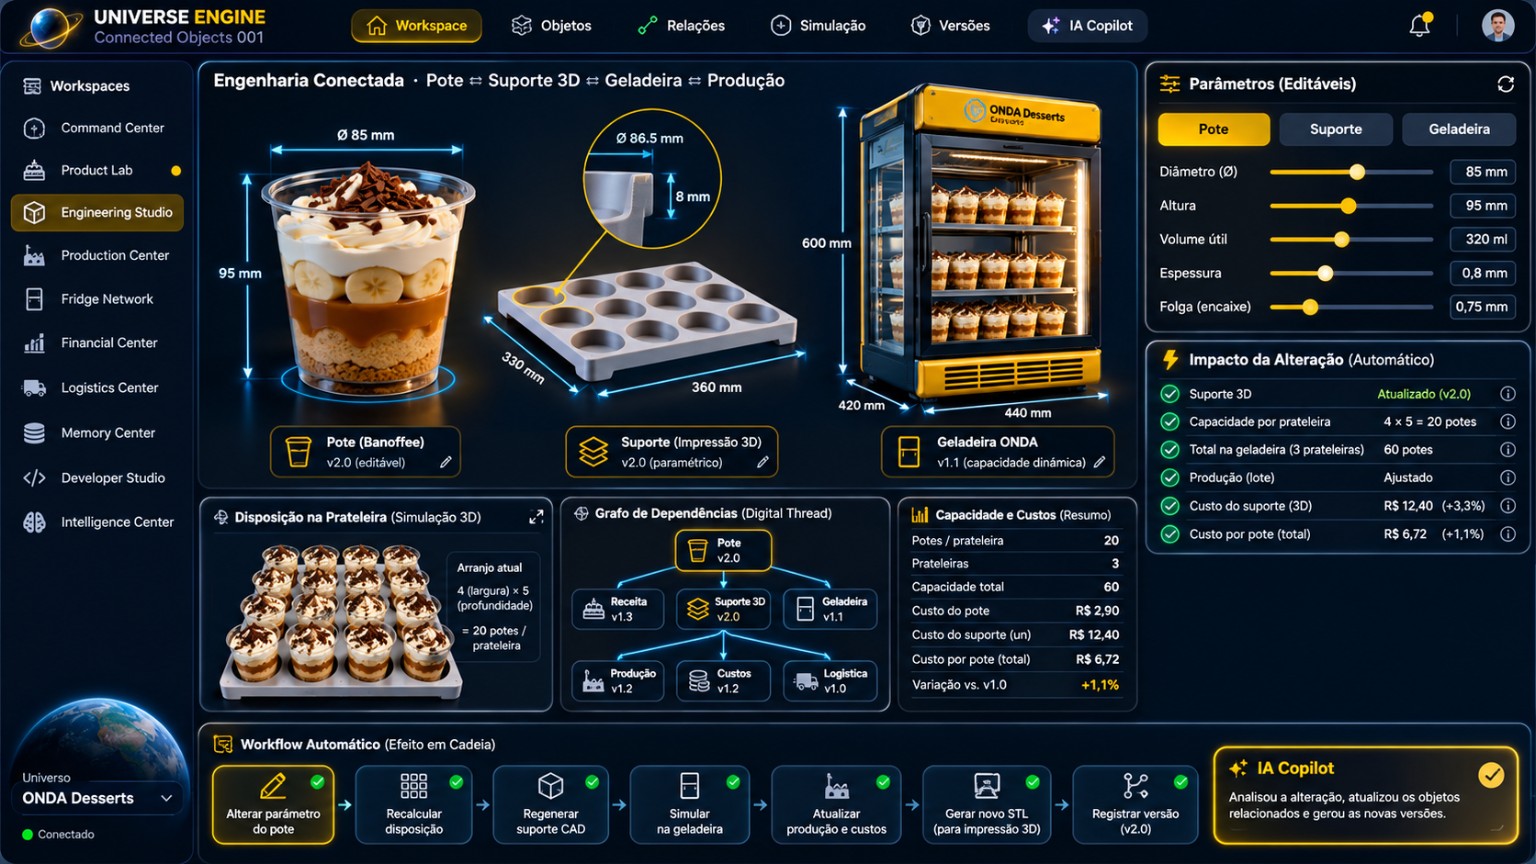 UNIVERSE ENGINE
Connected Objects 001
Workspace
Objetos
Relações
Simulação
Versões
IA Copilot
Workspaces
Command Center
Product Lab
Engineering Studio
Production Center
Fridge Network
Financial Center
Logistics Center
Memory Center
Developer Studio
Intelligence Center
Universo
ONDA Desserts
Conectado
Engenharia Conectada · Pote ⇆ Suporte 3D ⇆ Geladeira ⇆ Produção
Ø 85 mm
95 mm
Ø 86.5 mm
8 mm
330 mm
360 mm
ONDA Desserts
600 mm
420 mm
440 mm
Pote (Banoffee)
v2.0 (editável)
Suporte (Impressão 3D)
v2.0 (paramétrico)
Geladeira ONDA
v1.1 (capacidade dinámica)
Parâmetros (Editáveis)
Pote
Suporte
Geladeira
Diâmetro (Ø) 85 mm
Altura 95 mm
Volume útil 320 ml
Espessura 0,8 mm
Folga (encaixe) 0,75 mm
Impacto da Alteração (Automático)
Suporte 3D Atualizado (v2.0)
Capacidade por prateleira 4 × 5 = 20 potes
Total na geladeira (3 prateleiras) 60 potes
Produção (lote) Ajustado
Custo do suporte (3D) R$ 12,40 (+3,3%)
Custo por pote (total) R$ 6,72 (+1,1%)
Disposição na Prateleira (Simulação 3D)
Arranjo atual
4 (largura) × 5
(profundidade)
= 20 potes /
prateleira
Grafo de Dependências (Digital Thread)
Pote
v2.0
Receita
v1.3
Suporte 3D
v2.0
Geladeira
v1.1
Produção
v1.2
Custos
v1.2
Logística
v1.0
Capacidade e Custos (Resumo)
Potes / prateleira 20
Prateleiras 3
Capacidade total 60
Custo do pote R$ 2,90
Custo do suporte (un) R$ 12,40
Custo por pote (total) R$ 6,72
Variação vs. v1.0 +1,1%
Workflow Automático (Efeito em Cadeia)
Alterar parámetro
do pote
Recalcular
disposição
Regenerar
suporte CAD
Simular
na geladeira
Atualizar
produção e custos
Gerar novo STL
(para impressão 3D)
Registrar versão
(v2.0)
IA Copilot
Analisou a alteração, atualizou os objetos
relacionados e gerou as novas versões.